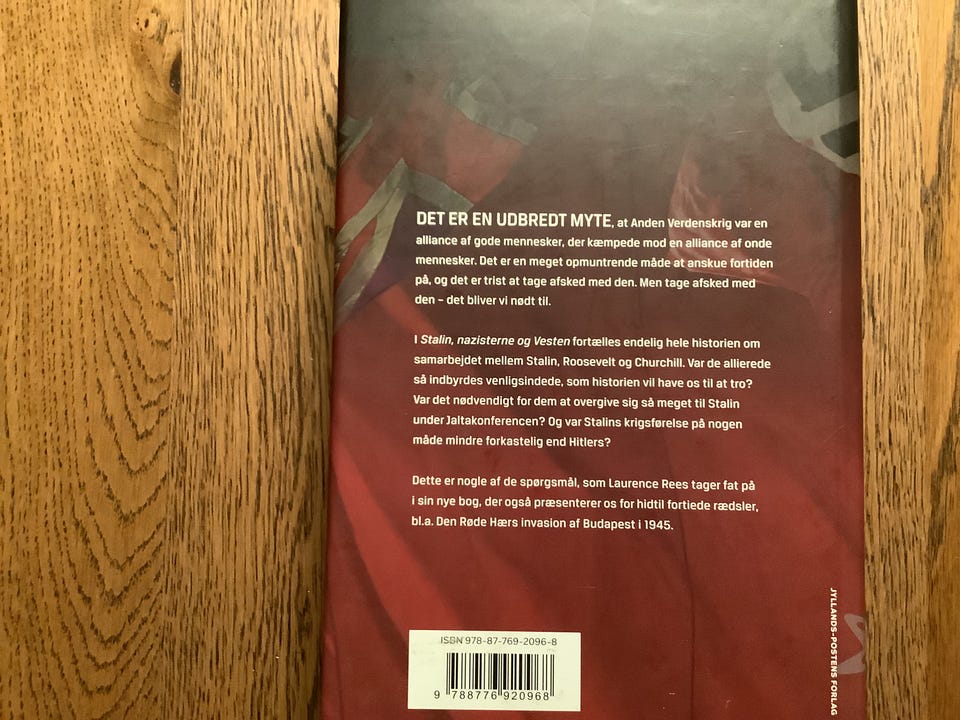 DET ER EN UDBREDT MYTE, at Anden Verdenskrig var en
alliance af gode mennesker, der kæmpede mod en alliance af onde
mennesker. Det er en meget opmuntrende måde at anskue fortiden
på, og det er trist at tage afsked med den. Men tage afsked med
den – det bliver vi nødt til.
I Stalin, nazisterne og Vesten fortælles endelig hele historien om
samarbejdet mellem Stalin, Roosevelt og Churchill. Var de allierede
så indbyrdes venligsindede, som historien vil have os til at tro?
Var det nødvendigt for dem at overgive sig så meget til Stalin
under Jaltakonferencen? Og var Stalins krigsførelse på nogen
måde mindre forkastelig end Hitlers?
Dette er nogle af de spørgsmål, som Laurence Rees tager fat på
i sin nye bog, der også præsenterer os for hidtil fortiede rædsler,
bl.a. Den Røde Hærs invasion af Budapest i 1945.
JYLLANDS-POSTENS FORLAG
ISBN 978-87-769-2096-8
9 788776 920968